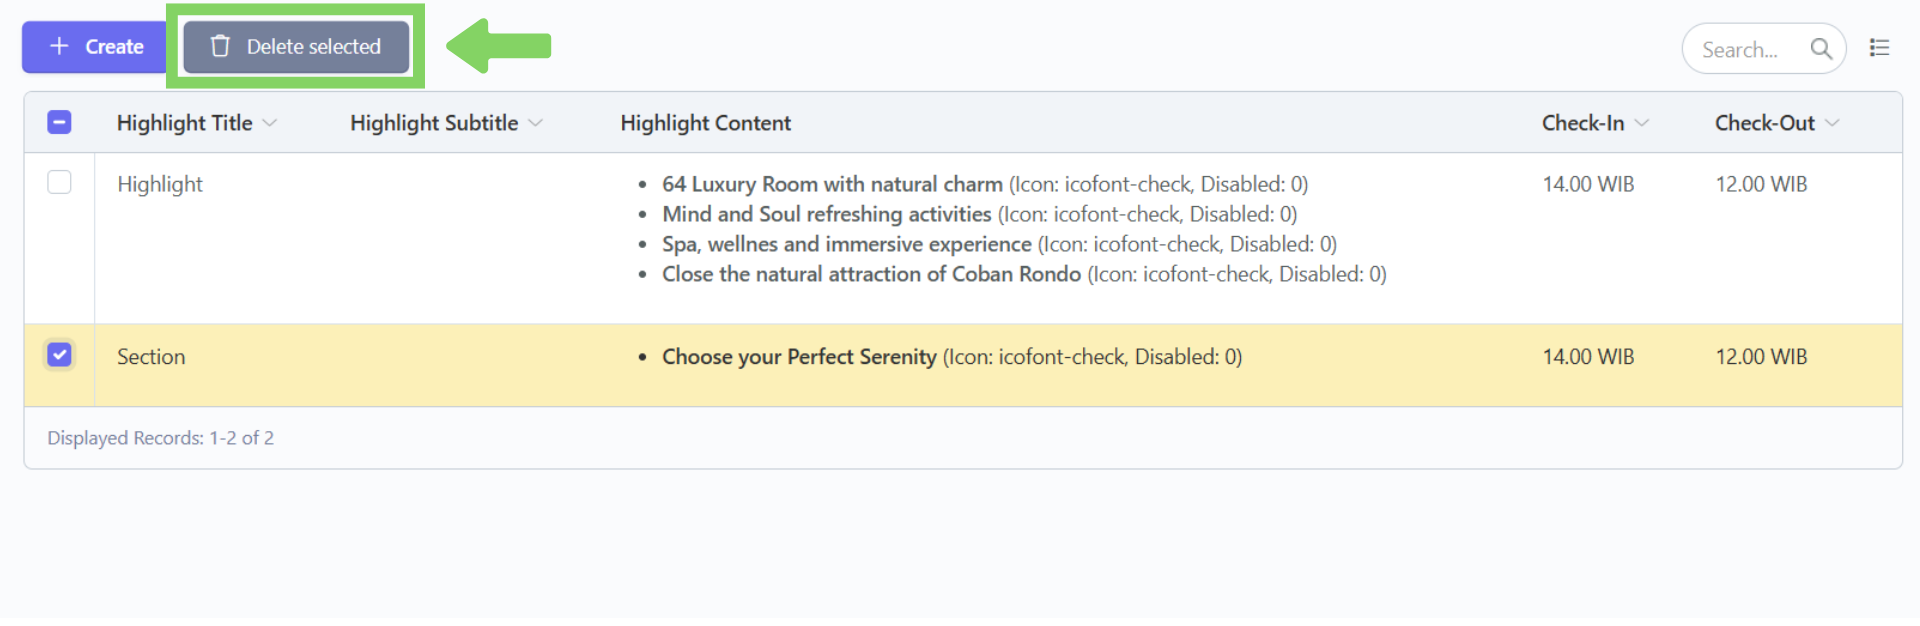 Create Delete selected Search...
Highlight Title Highlight Subtitle Highlight Content Check-In Check-Out
Highlight • 64 Luxury Room with natural charm (Icon: icofont-check, Disabled: 0) 14.00 WIB 12.00 WIB
• Mind and Soul refreshing activities (Icon: icofont-check, Disabled: 0)
• Spa, wellnes and immersive experience (Icon: icofont-check, Disabled: 0)
• Close the natural attraction of Coban Rondo (Icon: icofont-check, Disabled: 0)
Section • Choose your Perfect Serenity (Icon: icofont-check, Disabled: 0) 14.00 WIB 12.00 WIB
Displayed Records: 1-2 of 2